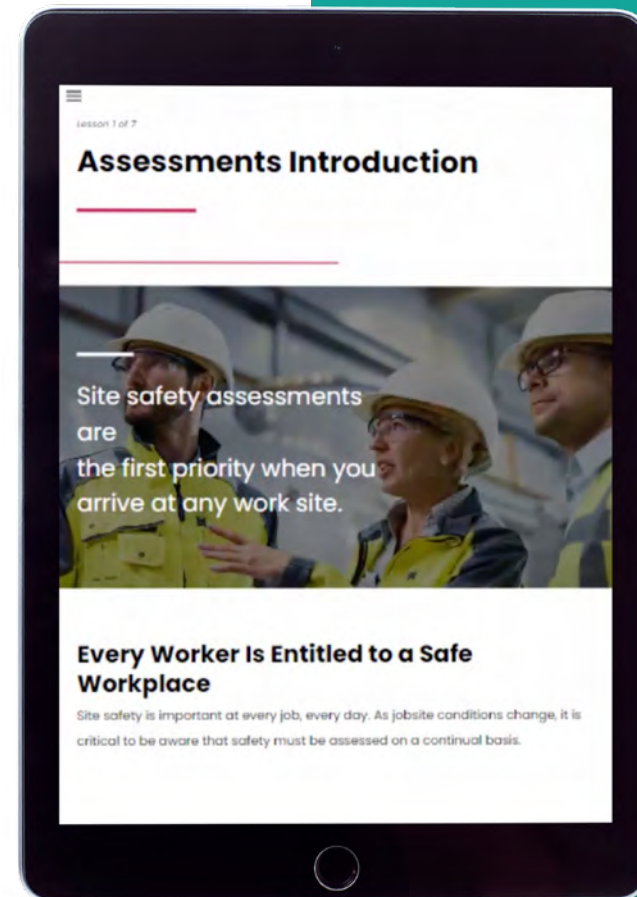 Lesson 1 of 7
Assessments Introduction
Site safety assessments
are
the first priority when you
arrive at any work site.
Every Worker Is Entitled to a Safe
Workplace
Site safety is important at every job, every day. As jobsite conditions change, it is
critical to be aware that safety must be assessed on a continual basis.